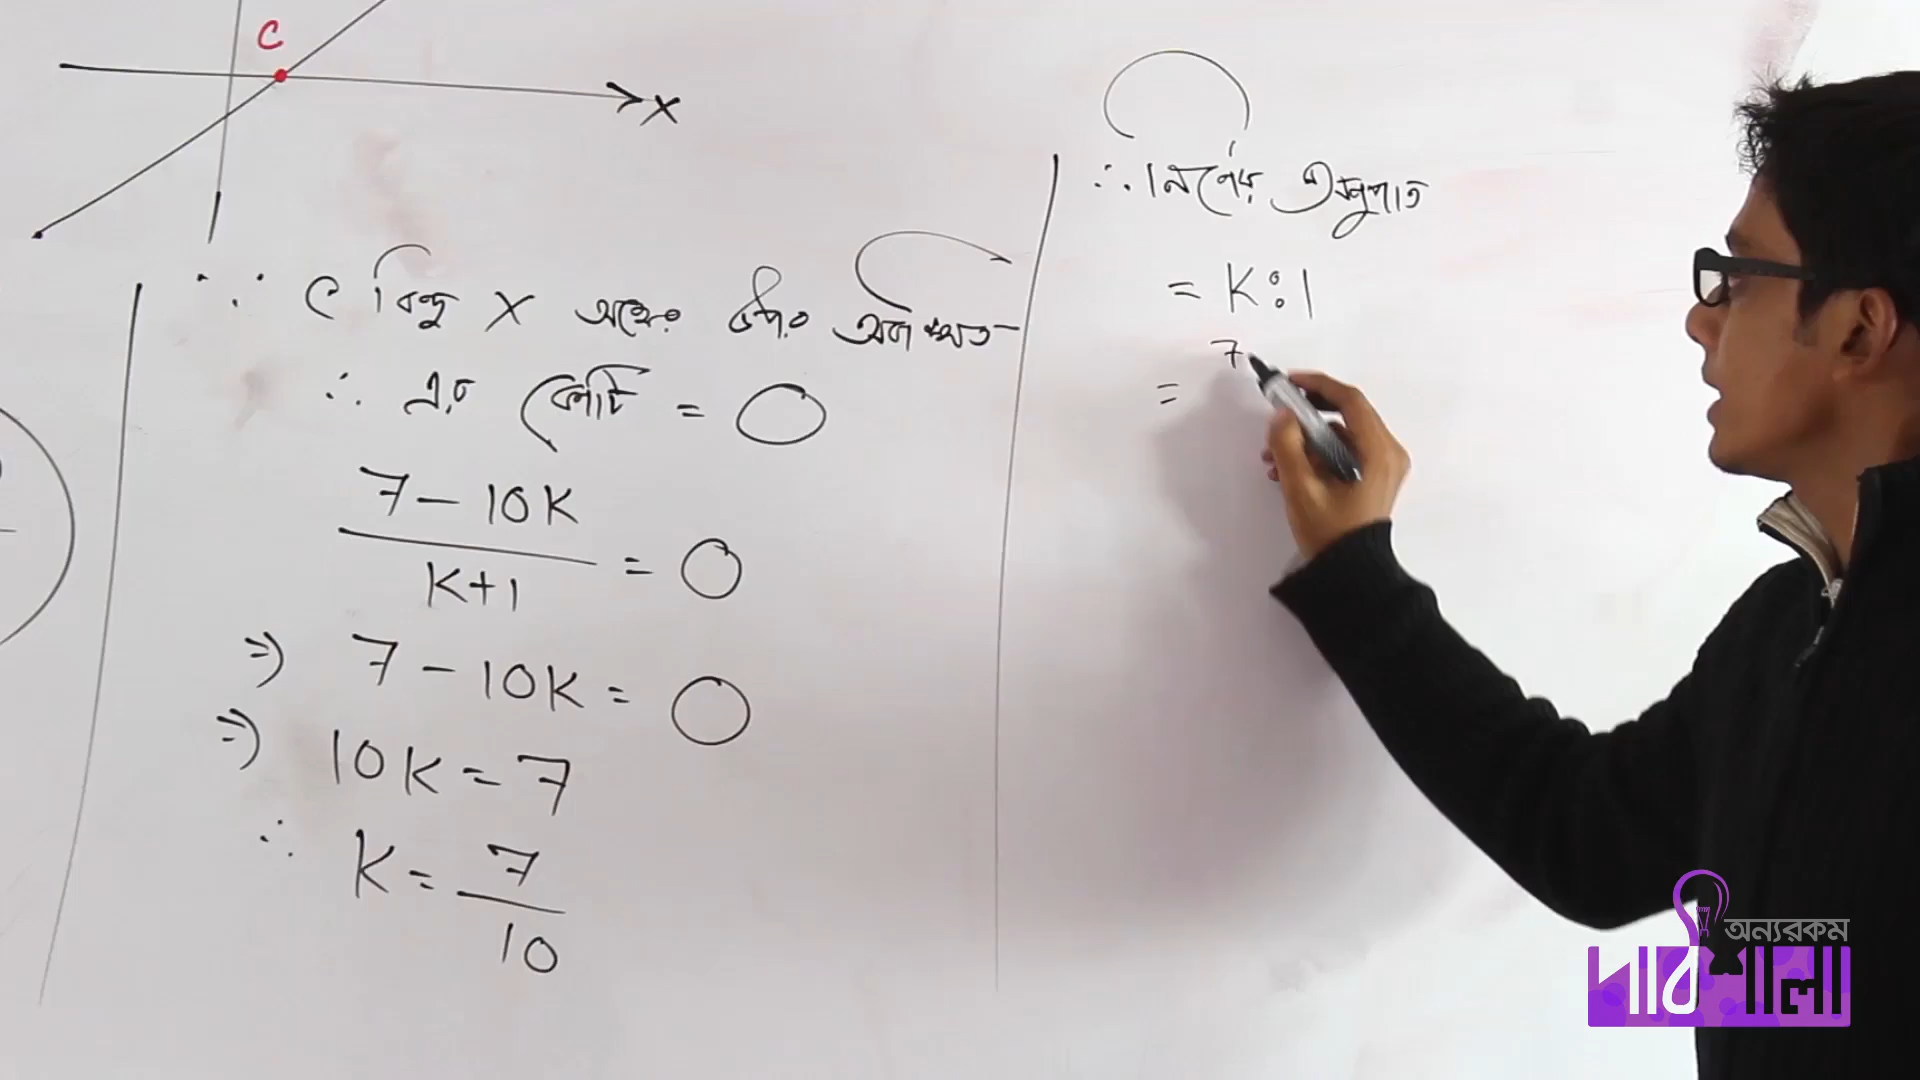 C
X
∵ C বিন্দু X অক্ষের উপর অবস্থিত
∴ এর কোটি = 0
7 - 10K
K+1
= 0
⇒ 7 - 10K = 0
⇒ 10K = 7
∴ K = 7
10
∴ নির্ণেয় অনুপাত
= K : 1
= 7
অন্যরকম
পাঠশালা